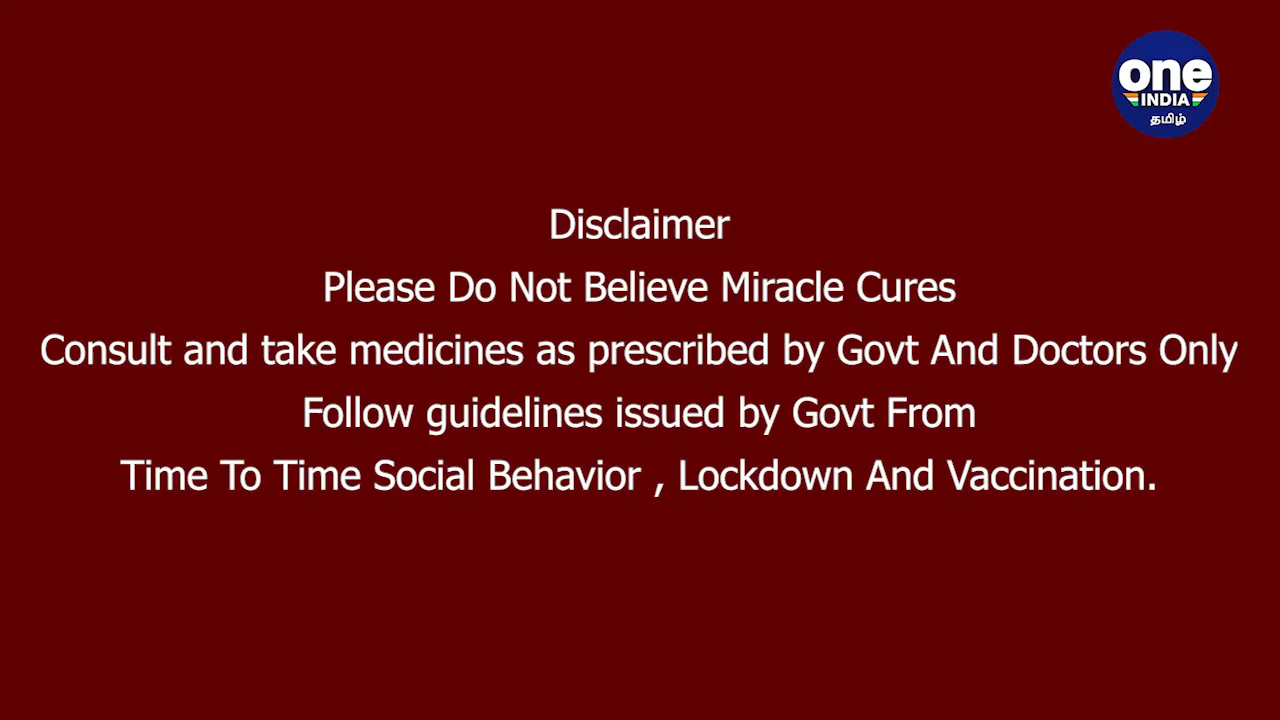 one
INDIA
தமிழ்
Disclaimer
Please Do Not Believe Miracle Cures
Consult and take medicines as prescribed by Govt And Doctors Only
Follow guidelines issued by Govt From
Time To Time Social Behavior , Lockdown And Vaccination.